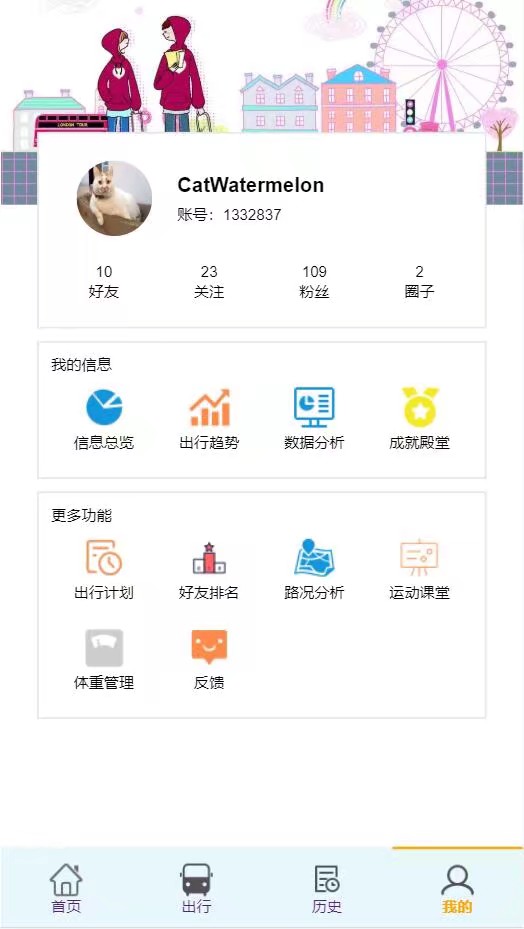 LONDON TOUR
CatWatermelon
账号：1332837
10 23 109 2
好友 关注 粉丝 圈子
我的信息
信息总览 出行趋势 数据分析 成就殿堂
更多功能
出行计划 好友排名 路况分析 运动课堂
体重管理 反馈
首页 出行 历史 我的